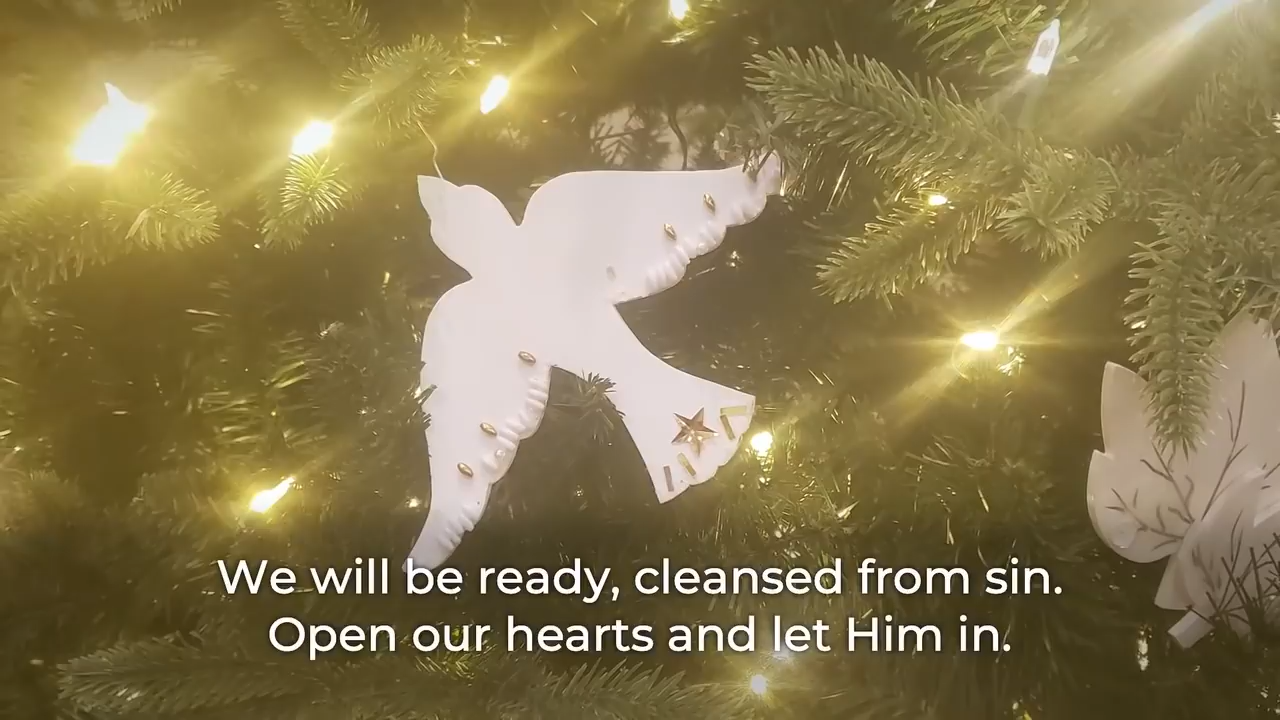 We will be ready, cleansed from sin.
Open our hearts and let Him in.